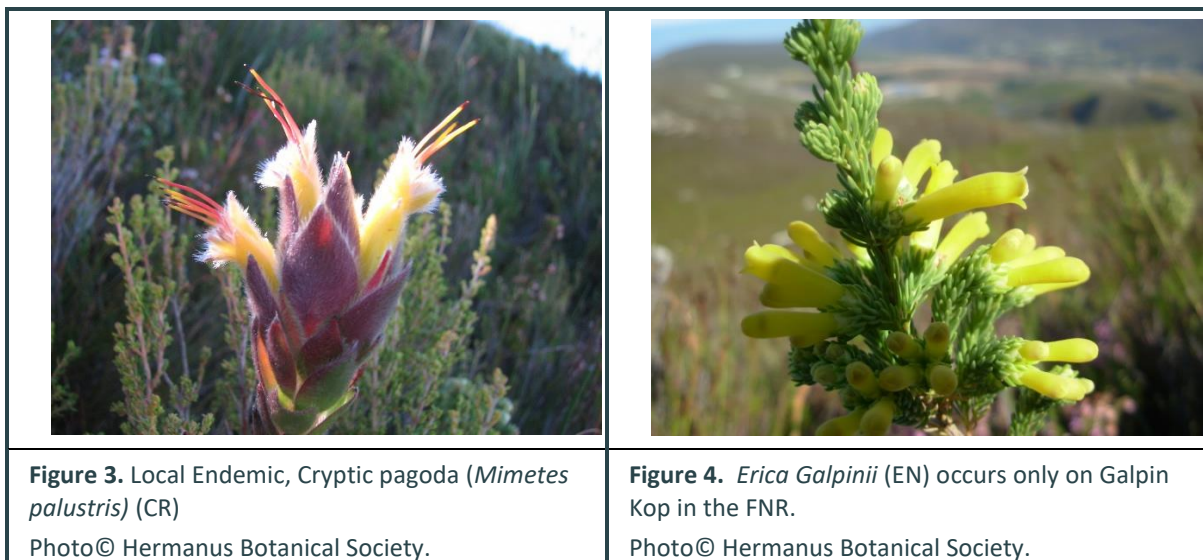 Figure 3. Local Endemic, Cryptic pagoda (Mimetes
palustris) (CR)
Photo© Hermanus Botanical Society.
Figure 4. Erica Galpinii (EN) occurs only on Galpin
Kop in the FNR.
Photo© Hermanus Botanical Society.